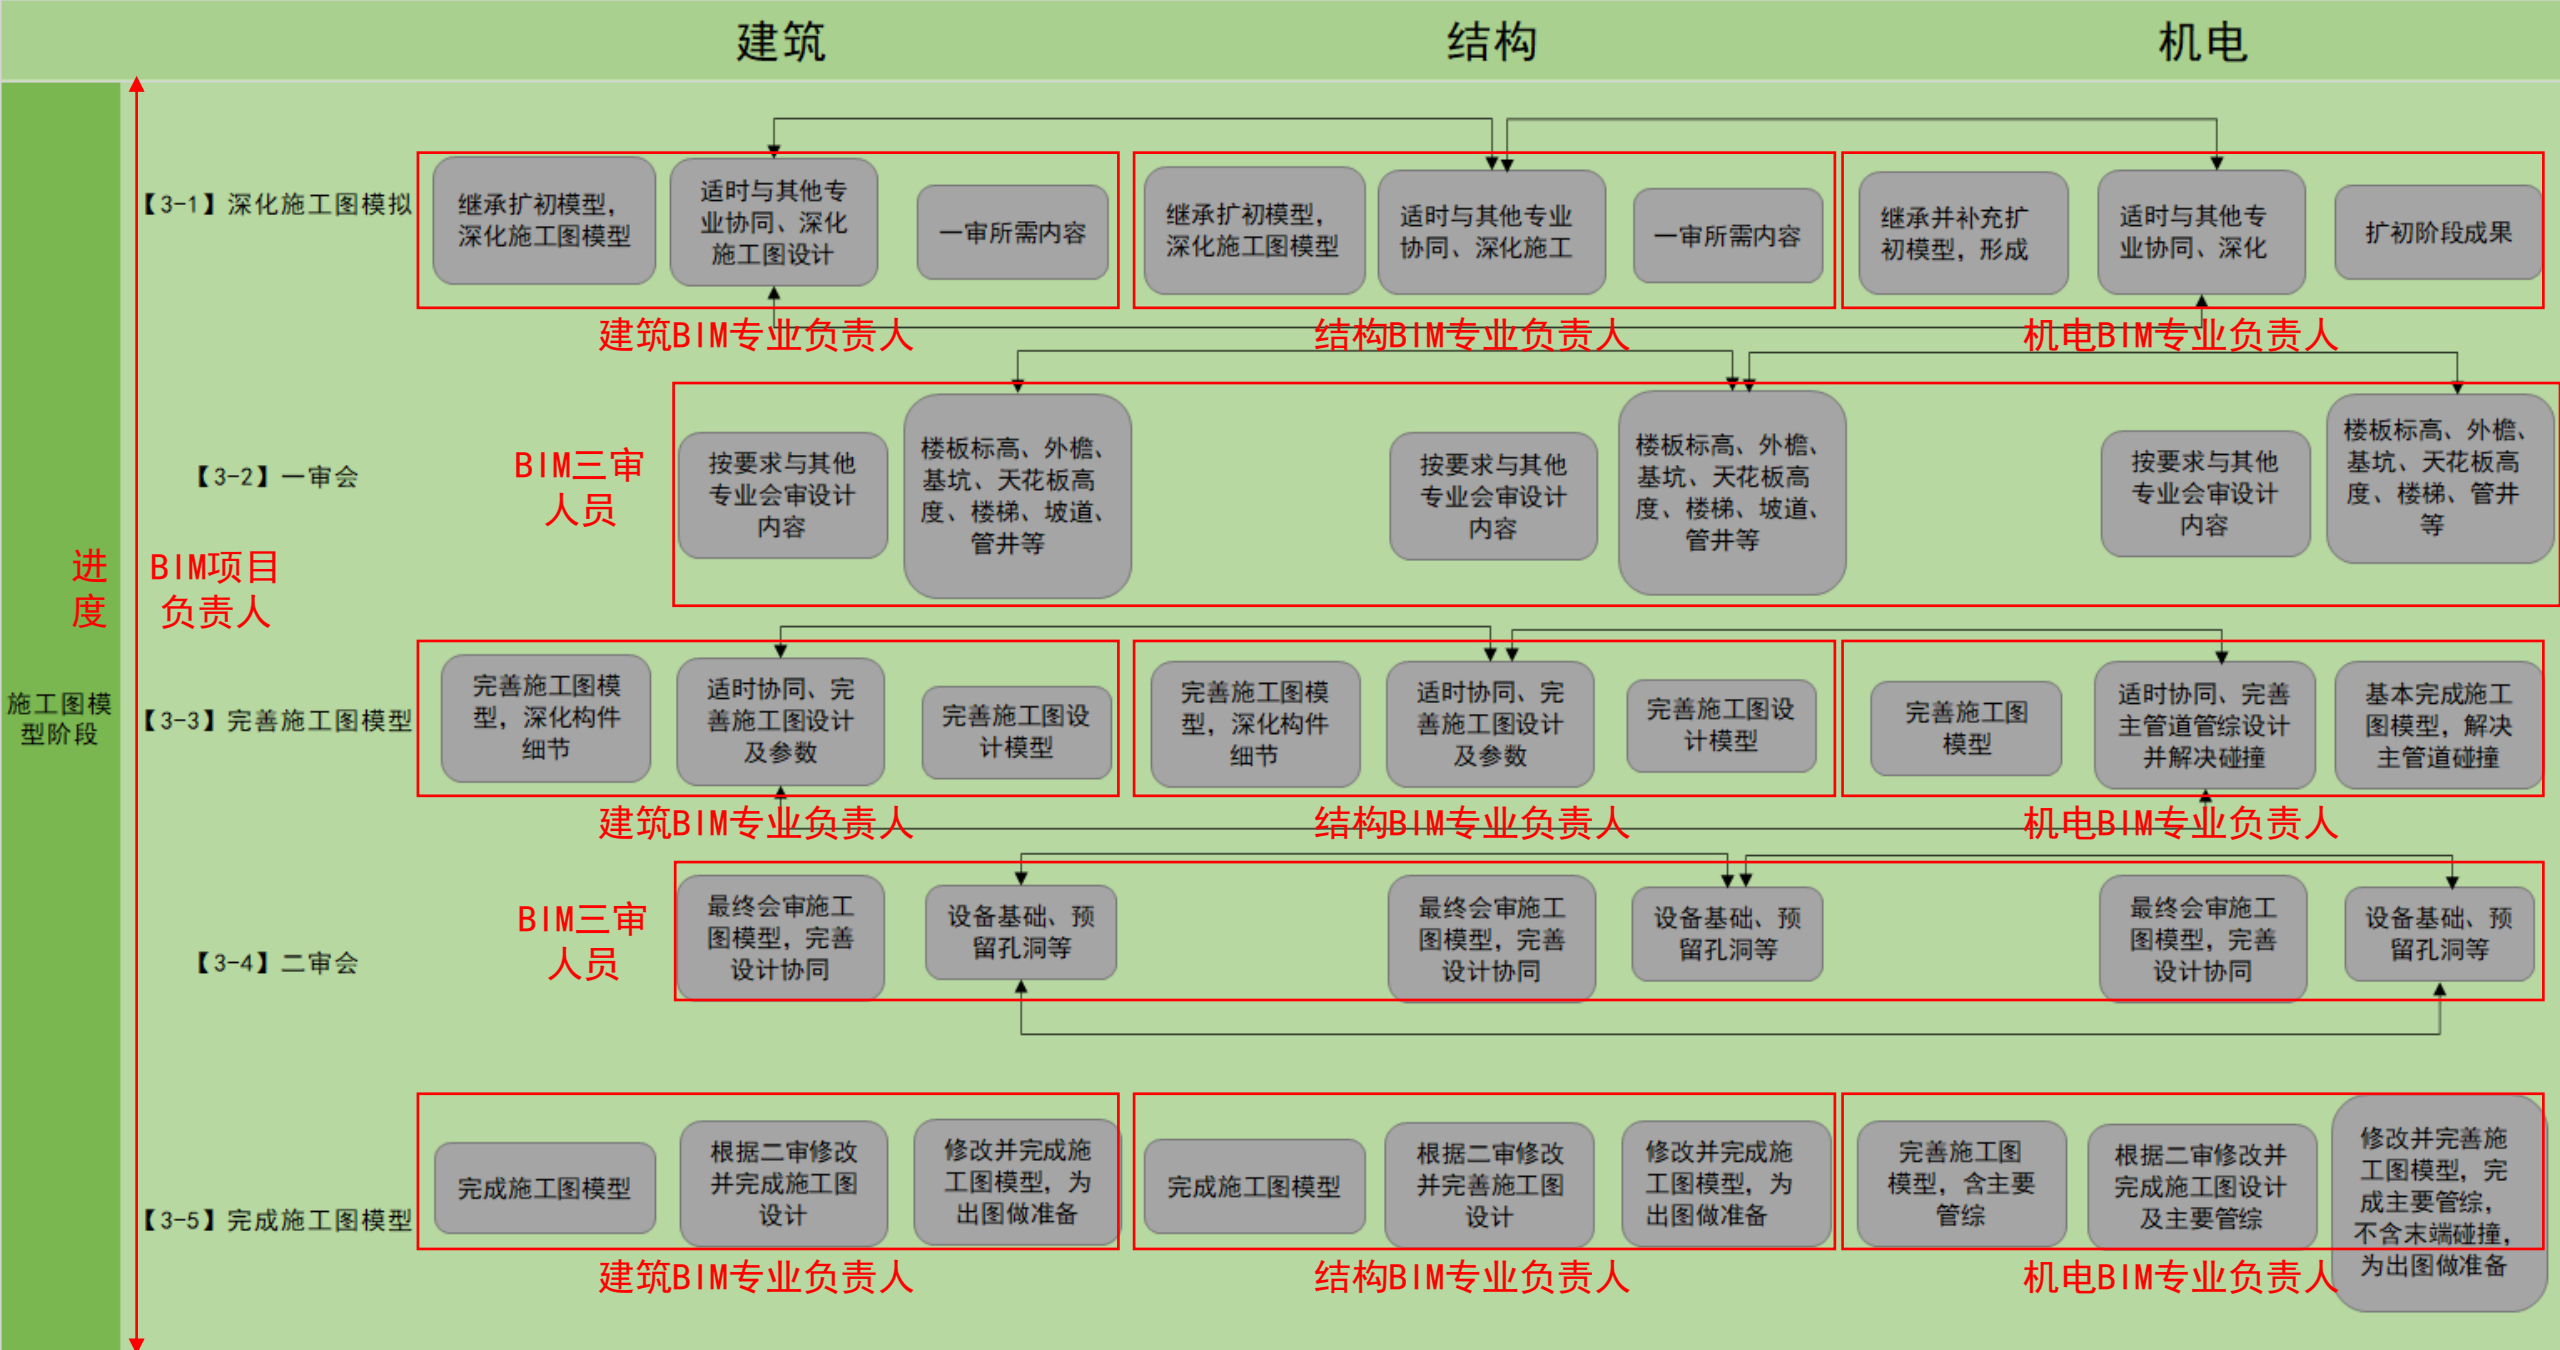 建筑
结构
机电
施工图模
型阶段
进
度
BIM项目
负责人
【3-1】深化施工图模拟
继承扩初模型，
深化施工图模型
适时与其他专
业协同、深化
施工图设计
一审所需内容
继承扩初模型，
深化施工图模型
适时与其他专业
协同、深化施工
一审所需内容
继承并补充扩
初模型，形成
适时与其他专
业协同、深化
扩初阶段成果
建筑BIM专业负责人
结构BIM专业负责人
机电BIM专业负责人
【3-2】一审会
BIM三审
人员
按要求与其他
专业会审设计
内容
楼板标高、外檐、
基坑、天花板高
度、楼梯、坡道、
管井等
按要求与其他
专业会审设计
内容
楼板标高、外檐、
基坑、天花板高
度、楼梯、坡道、
管井等
按要求与其他
专业会审设计
内容
楼板标高、外檐、
基坑、天花板高
度、楼梯、管井
等
【3-3】完善施工图模型
完善施工图模
型，深化构件
细节
适时协同、完
善施工图设计
及参数
完善施工图设
计模型
完善施工图模
型，深化构件
细节
适时协同、完
善施工图设计
及参数
完善施工图设
计模型
完善施工图
模型
适时协同、完善
主管道管综设计
并解决碰撞
基本完成施工
图模型，解决
主管道碰撞
建筑BIM专业负责人
结构BIM专业负责人
机电BIM专业负责人
【3-4】二审会
BIM三审
人员
最终会审施工
图模型，完善
设计协同
设备基础、预
留孔洞等
最终会审施工
图模型，完善
设计协同
设备基础、预
留孔洞等
最终会审施工
图模型，完善
设计协同
设备基础、预
留孔洞等
【3-5】完成施工图模型
完成施工图模型
根据二审修改
并完成施工图
设计
修改并完成施
工图模型，为
出图做准备
完成施工图模型
根据二审修改
并完善施工图
设计
修改并完成施
工图模型，为
出图做准备
完善施工图
模型，含主要
管综
根据二审修改并
完成施工图设计
及主要管综
修改并完善施
工图模型，完
成主要管综，
不含末端碰撞，
为出图做准备
建筑BIM专业负责人
结构BIM专业负责人
机电BIM专业负责人